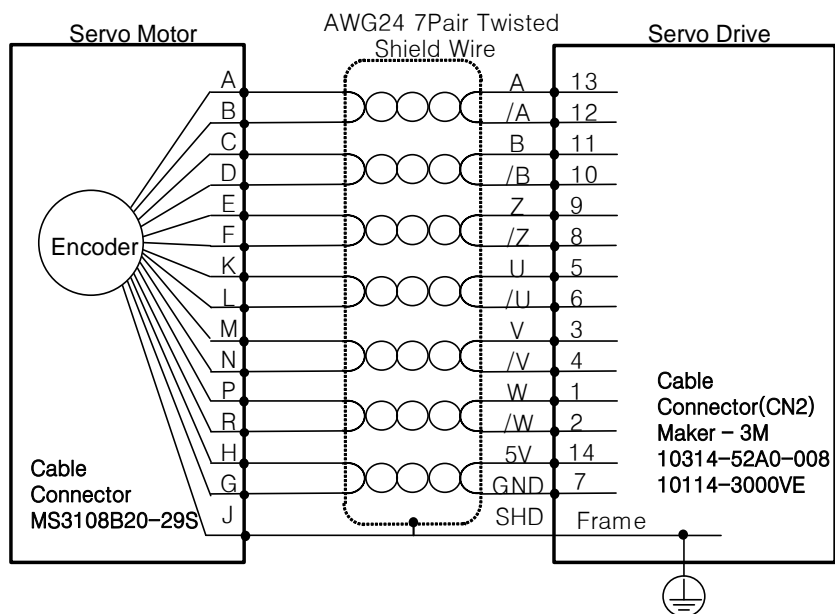 AWG24 7Pair Twisted
Shield Wire
Servo Motor
Servo Drive
A A 13
B /A 12
C B 11
D /B 10
E Z 9
F /Z 8
K U 5
L /U 6
M V 3
N /V 4
P W 1
R /W 2
H 5V 14
G GND 7
J SHD Frame
Encoder
Cable
Connector
MS3108B20-29S
Cable
Connector(CN2)
Maker - 3M
10314-52A0-008
10114-3000VE